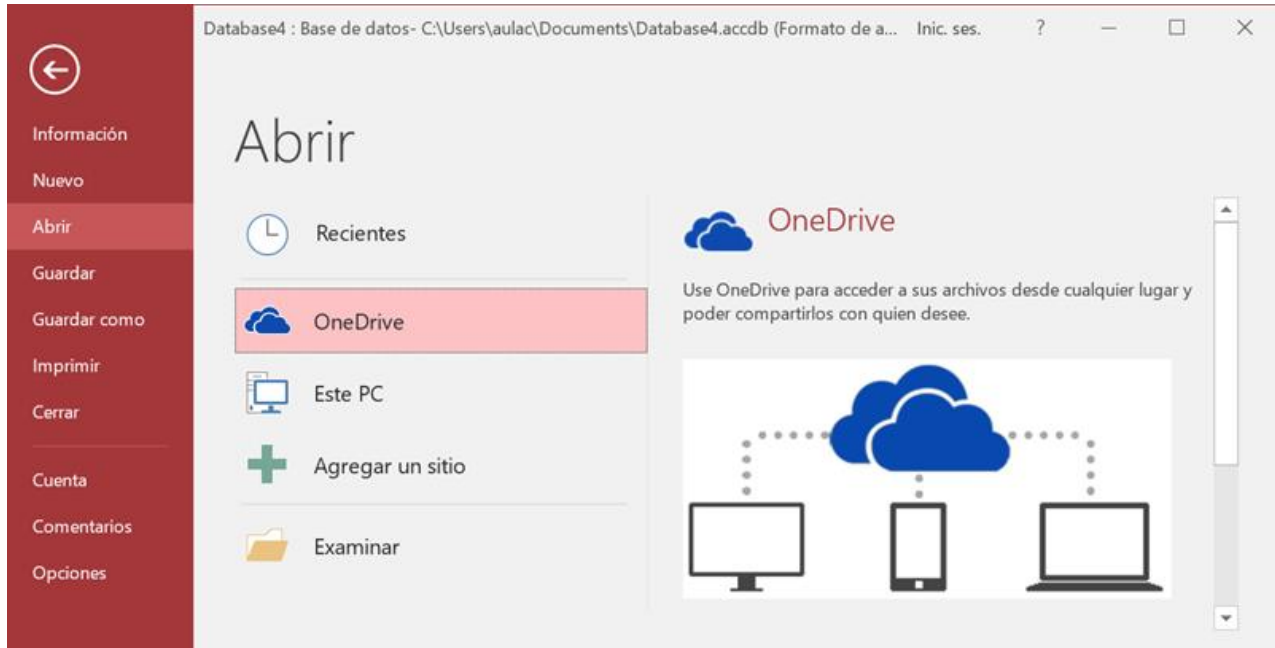 Database4 : Base de datos- C:\Users\aulac\Documents\Database4.accdb (Formato de a... Inic. ses. ?
Información
Nuevo
Abrir
Guardar
Guardar como
Imprimir
Cerrar
Cuenta
Comentarios
Opciones
Abrir
Recientes
OneDrive
Este PC
Agregar un sitio
Examinar
OneDrive
Use OneDrive para acceder a sus archivos desde cualquier lugar y
poder compartirlos con quien desee.